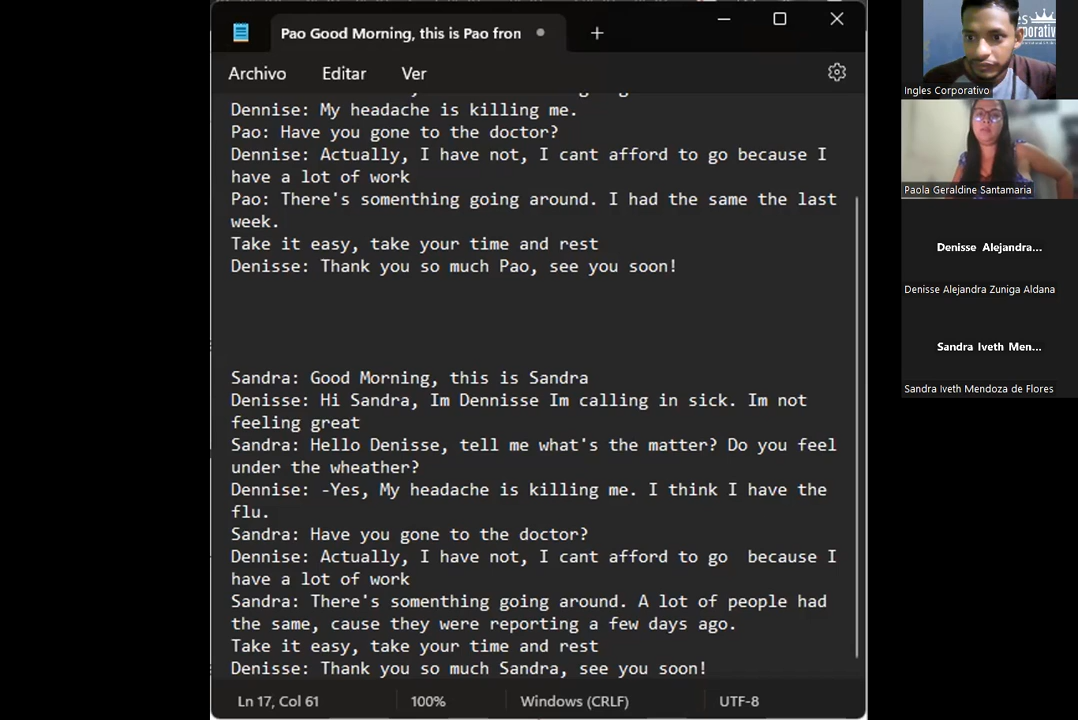 Pao Good Morning, this is Pao fron
Archivo Editar Ver
Dennise: My headache is killing me.
Pao: Have you gone to the doctor?
Dennise: Actually, I have not, I cant afford to go because I
have a lot of work
Pao: There's somenthing going around. I had the same the last
week.
Take it easy, take your time and rest
Denisse: Thank you so much Pao, see you soon!
Sandra: Good Morning, this is Sandra
Denisse: Hi Sandra, Im Dennisse Im calling in sick. Im not
feeling great
Sandra: Hello Denisse, tell me what's the matter? Do you feel
under the wheather?
Dennise: -Yes, My headache is killing me. I think I have the
flu.
Sandra: Have you gone to the doctor?
Dennise: Actually, I have not, I cant afford to go  because I
have a lot of work
Sandra: There's somenthing going around. A lot of people had
the same, cause they were reporting a few days ago.
Take it easy, take your time and rest
Denisse: Thank you so much Sandra, see you soon!
Ln 17, Col 61 100% Windows (CRLF) UTF-8
Ingles Corporativo
Paola Geraldine Santamaria
Denisse Alejandra...
Denisse Alejandra Zuniga Aldana
Sandra Iveth Men...
Sandra Iveth Mendoza de Flores